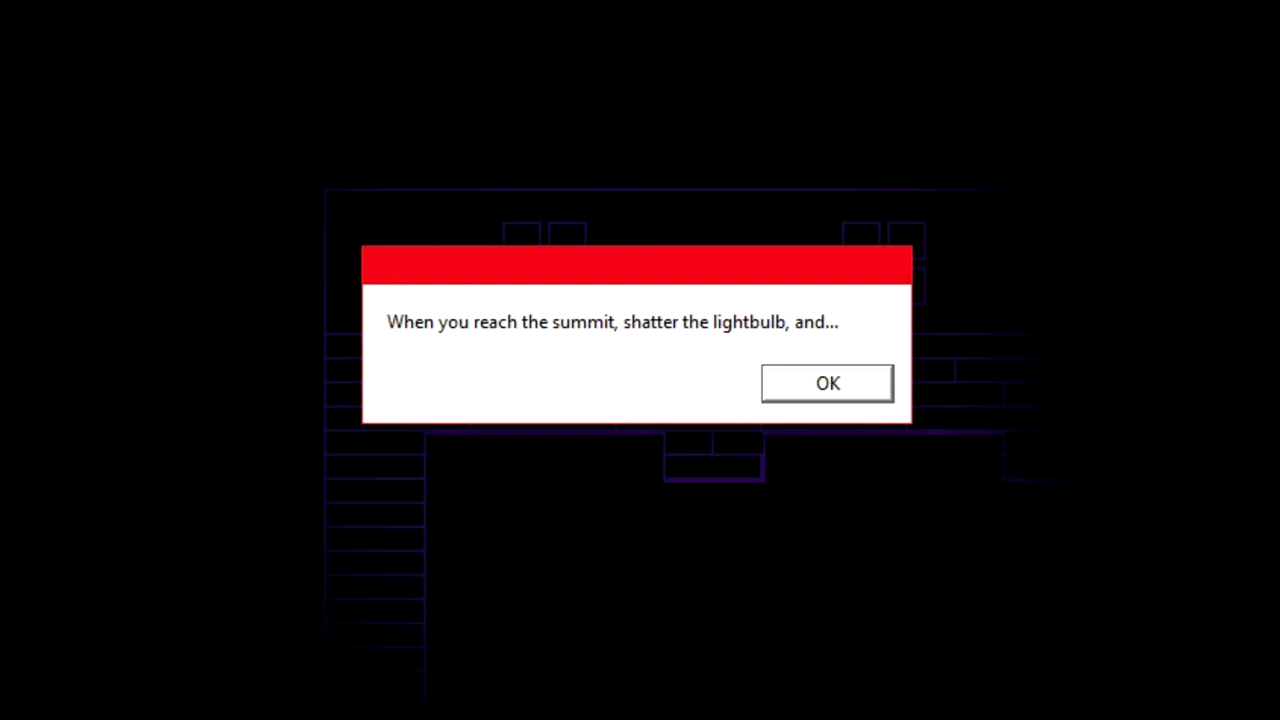 When you reach the summit, shatter the lightbulb, and...
OK